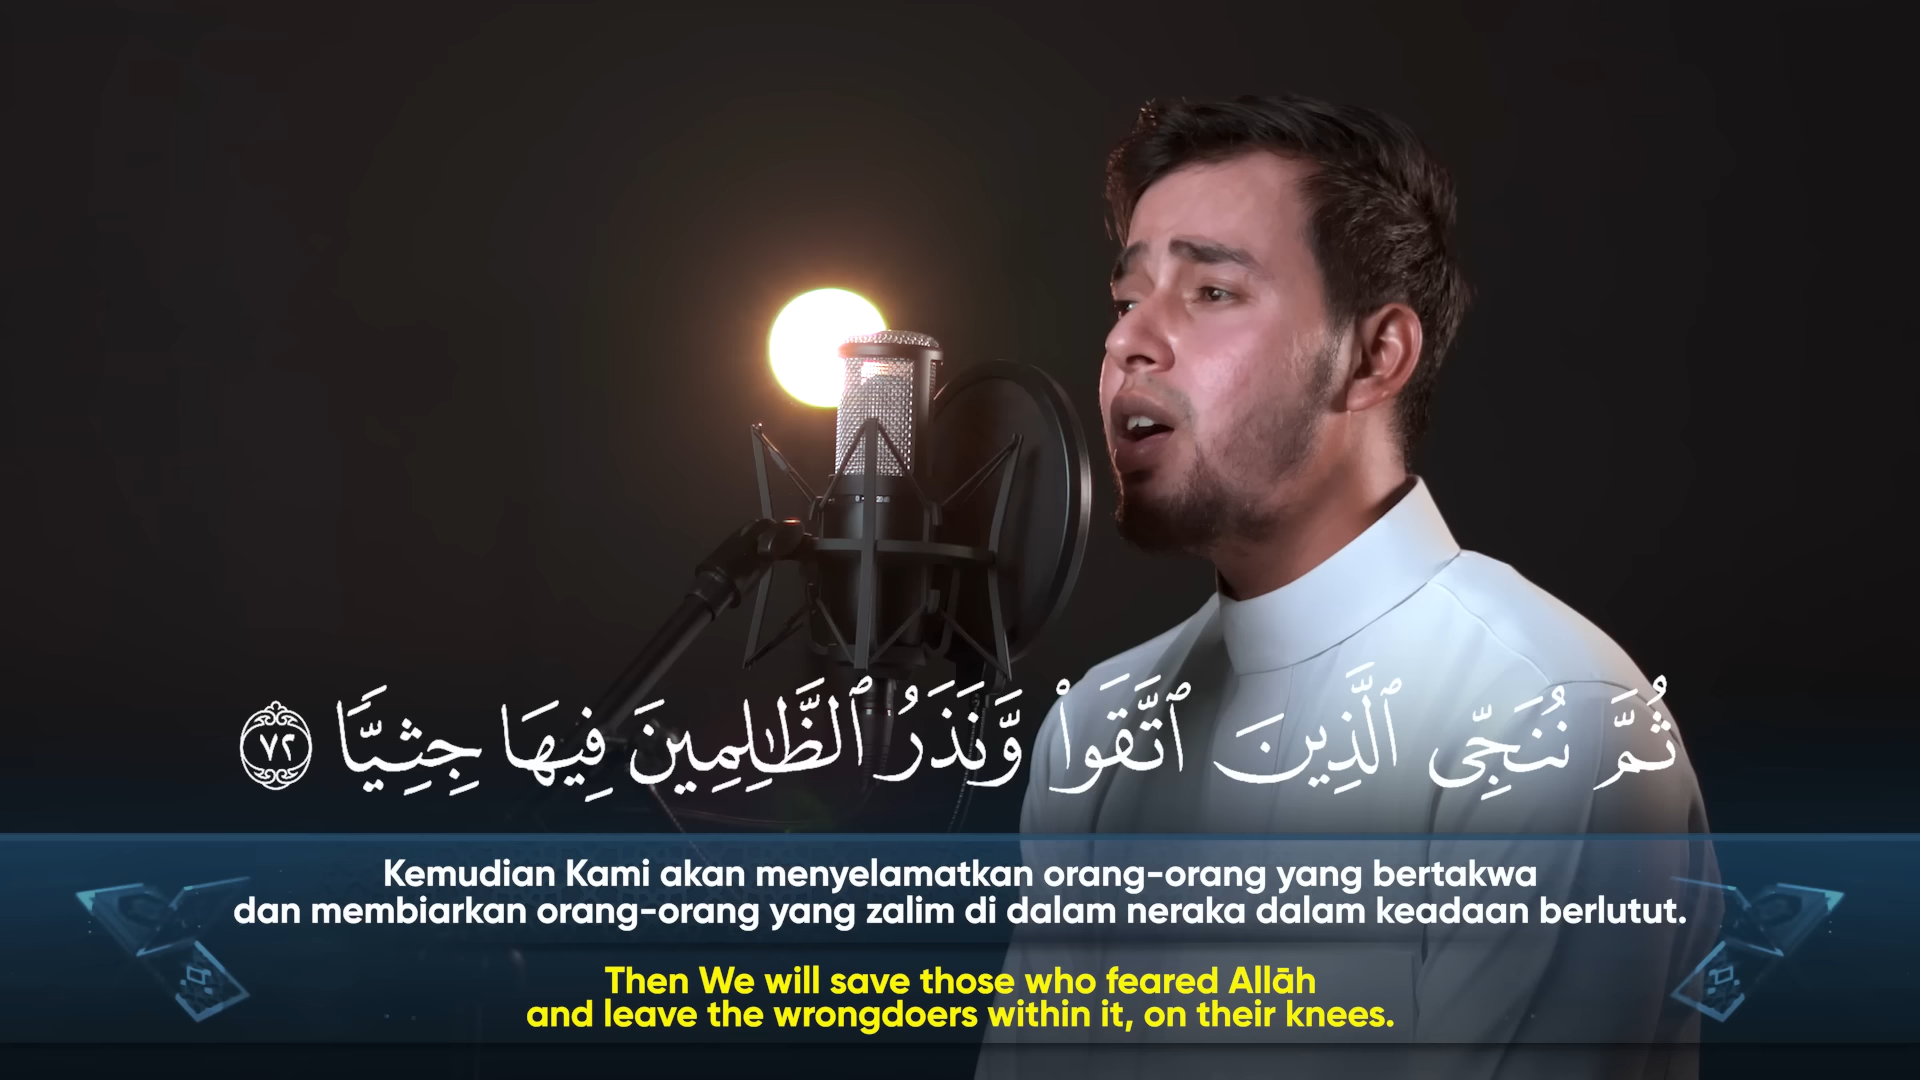 ثُمَّ نُنَجِّى ٱلَّذِينَ ٱتَّقَوا۟ وَّنَذَرُ ٱلظَّـٰلِمِينَ فِيهَا جِثِيًّا ٧٢
Kemudian Kami akan menyelamatkan orang-orang yang bertakwa
dan membiarkan orang-orang yang zalim di dalam neraka dalam keadaan berlutut.
Then We will save those who feared Allāh
and leave the wrongdoers within it, on their knees.